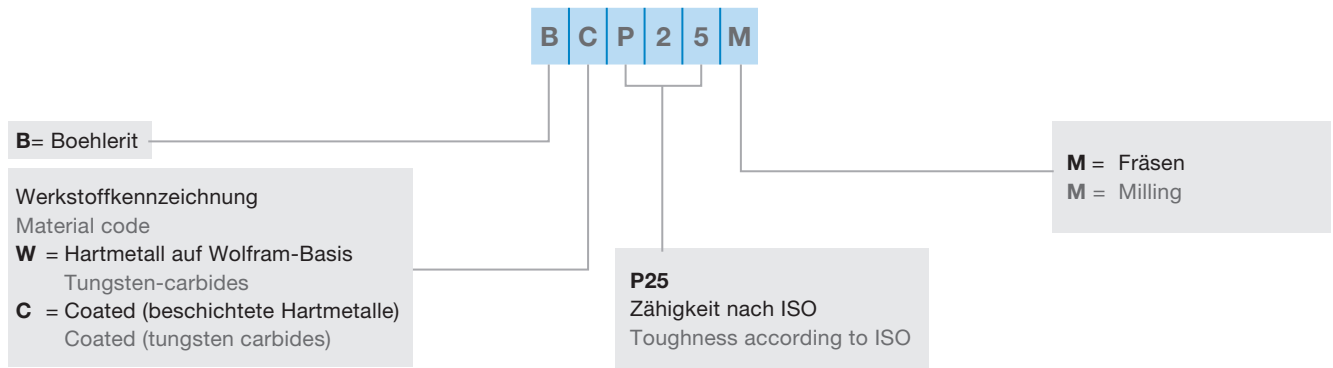 B C P 2 5 M
B= Boehlerit
Werkstoffkennzeichnung
Material code
W = Hartmetall auf Wolfram-Basis
Tungsten-carbides
C = Coated (beschichtete Hartmetalle)
Coated (tungsten carbides)
P25
Zähigkeit nach ISO
Toughness according to ISO
M = Fräsen
M = Milling